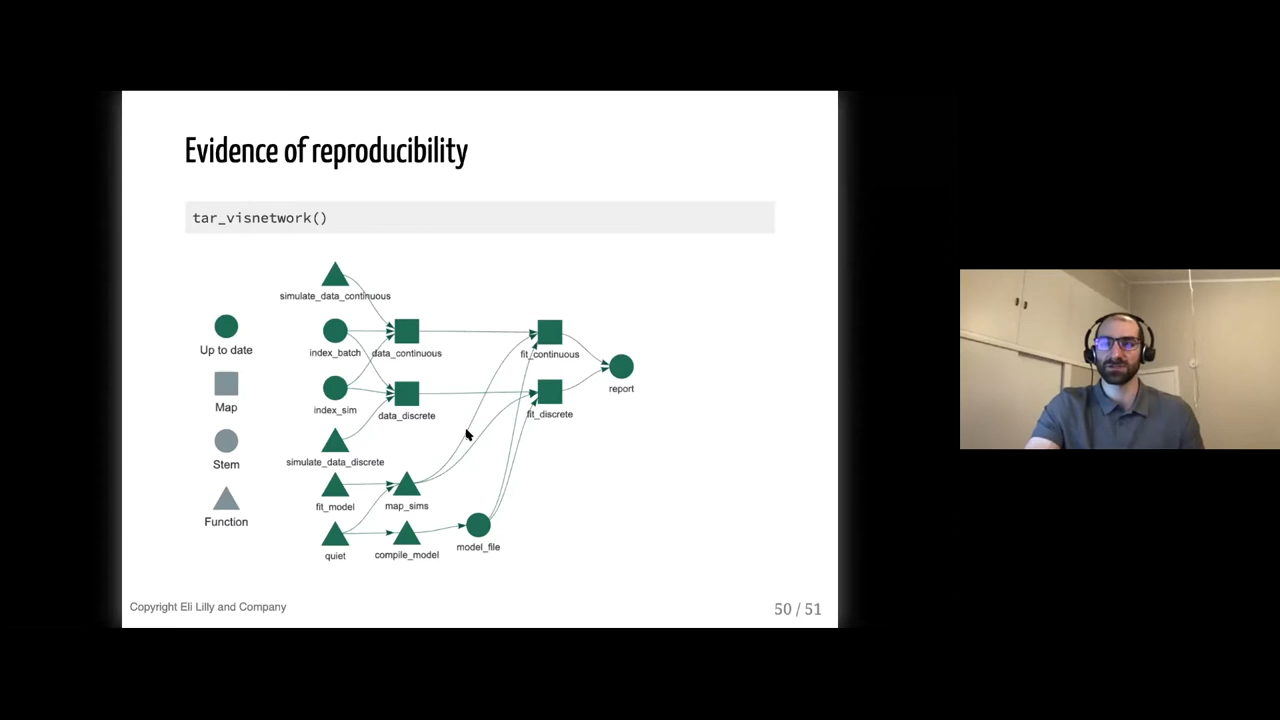 Evidence of reproducibility
tar_visnetwork()
simulate_data_continuous
Up to date
index_batch
data_continuous
fit_continuous
report
Map
index_sim
data_discrete
fit_discrete
Stem
simulate_data_discrete
fit_model
map_sims
Function
quiet
compile_model
model_file
Copyright Eli Lilly and Company
50 / 51